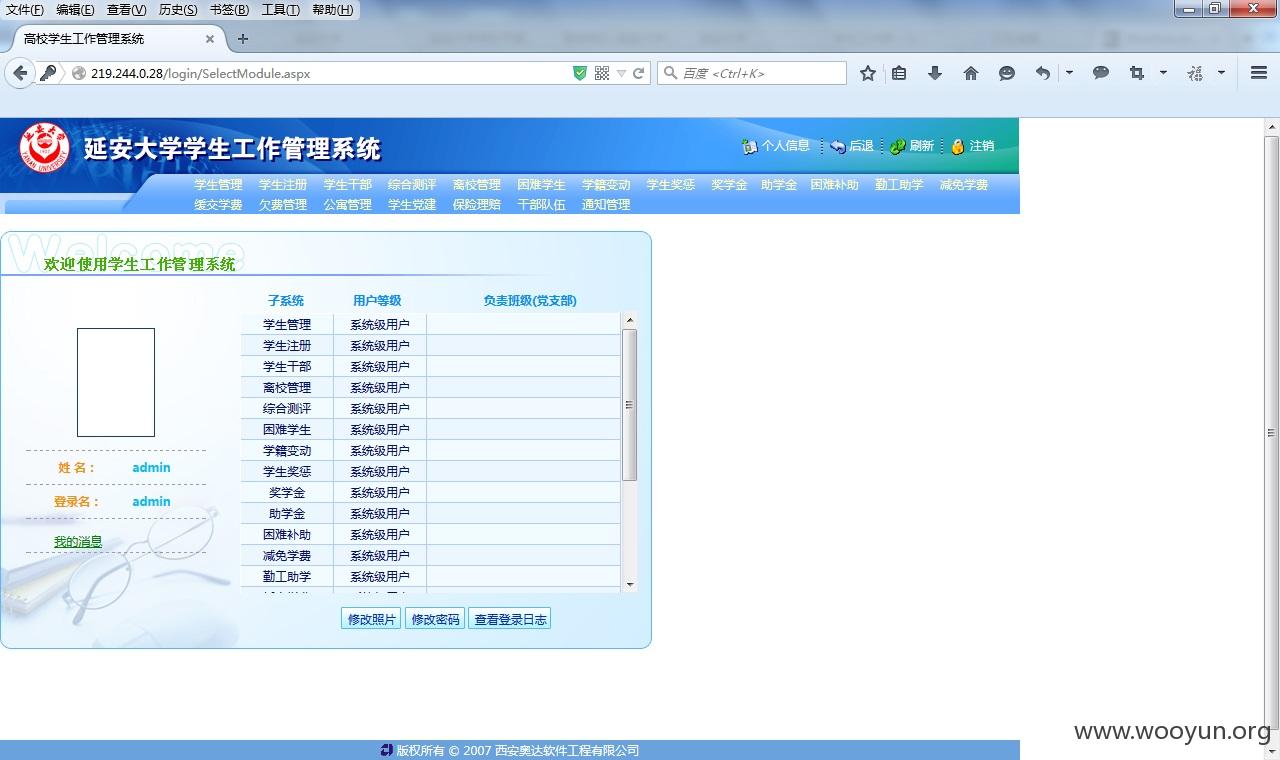 文件(F) 编辑(E) 查看(V) 历史(S) 书签(B) 工具(T) 帮助(H)
高校学生工作管理系统
219.244.0.28/login/SelectModule.aspx
百度 <Ctrl+K>
延安大学学生工作管理系统
个人信息 后退 刷新 注销
学生管理 学生注册 学生干部 综合测评 离校管理 困难学生 学籍变动 学生奖惩 奖学金 助学金 困难补助 勤工助学 减免学费
缓交学费 欠费管理 公寓管理 学生党建 保险理赔 干部队伍 通知管理
Welcome
欢迎使用学生工作管理系统
子系统 用户等级 负责班级(党支部)
学生管理 系统级用户
学生注册 系统级用户
学生干部 系统级用户
离校管理 系统级用户
综合测评 系统级用户
困难学生 系统级用户
学籍变动 系统级用户
学生奖惩 系统级用户
奖学金 系统级用户
助学金 系统级用户
困难补助 系统级用户
减免学费 系统级用户
勤工助学 系统级用户
姓 名： admin
登录名： admin
我的消息
修改照片 修改密码 查看登录日志
www.wooyun.org
版权所有 © 2007 西安奥达软件工程有限公司